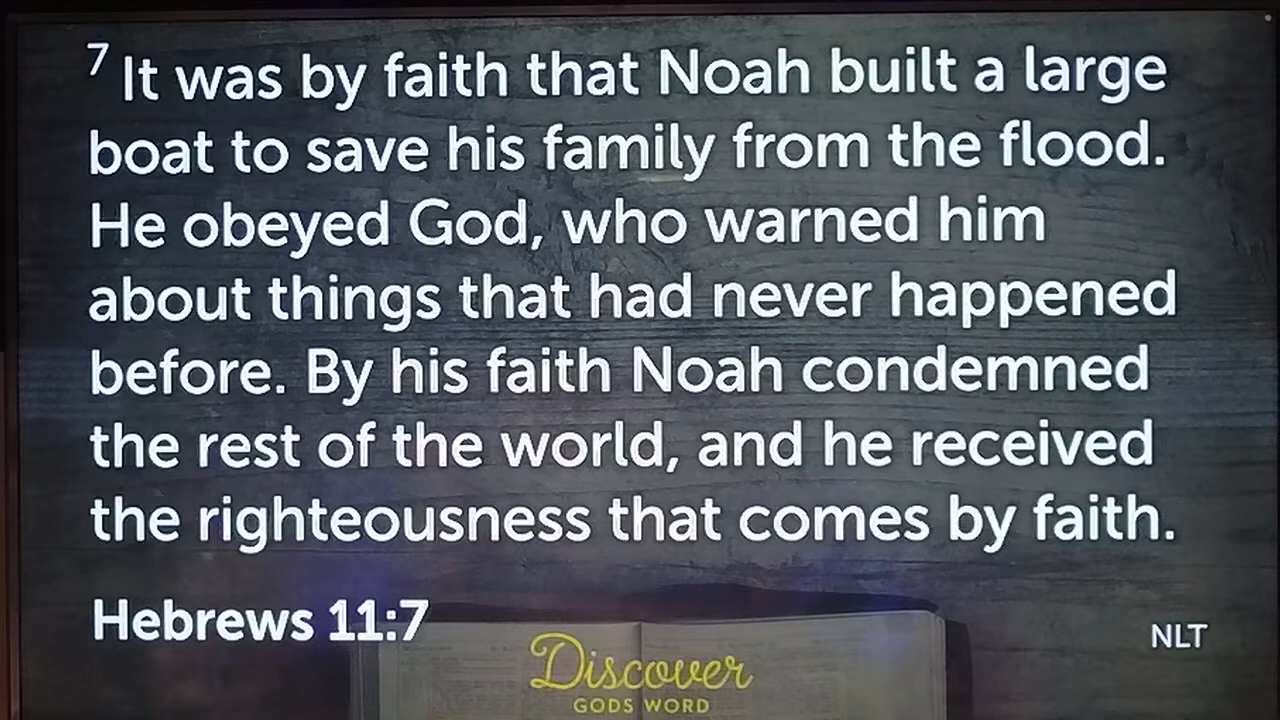 7 It was by faith that Noah built a large
boat to save his family from the flood.
He obeyed God, who warned him
about things that had never happened
before. By his faith Noah condemned
the rest of the world, and he received
the righteousness that comes by faith.
Hebrews 11:7
NLT
Discover
GODS WORD